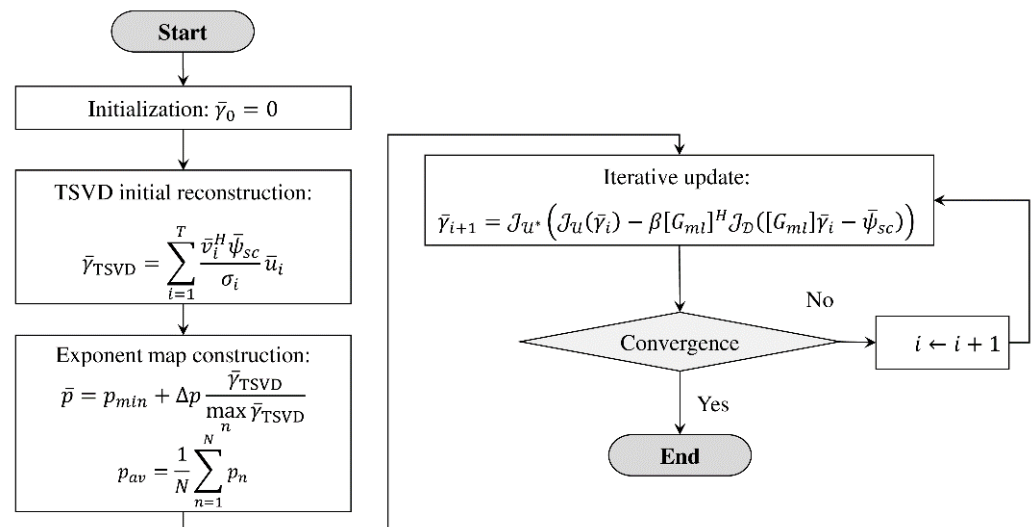 Start
Initialization: γ̄₀ = 0
TSVD initial reconstruction:
γ̄_TSVD = ∑_{i=1}^{T} (v̄_i^H ψ̄_sc / σ_i) ū_i
Exponent map construction:
p̄ = p_min + Δp (γ̄_TSVD / max_n γ̄_TSVD)
p_av = (1/N) ∑_{n=1}^{N} p_n
Iterative update:
γ̄_{i+1} = 𝒥_{𝒰*}(𝒥_𝒰(γ̄_i) − β[G_ml]^H 𝒥_𝒟([G_ml]γ̄_i − ψ̄_sc))
Convergence
No
i ← i + 1
Yes
End